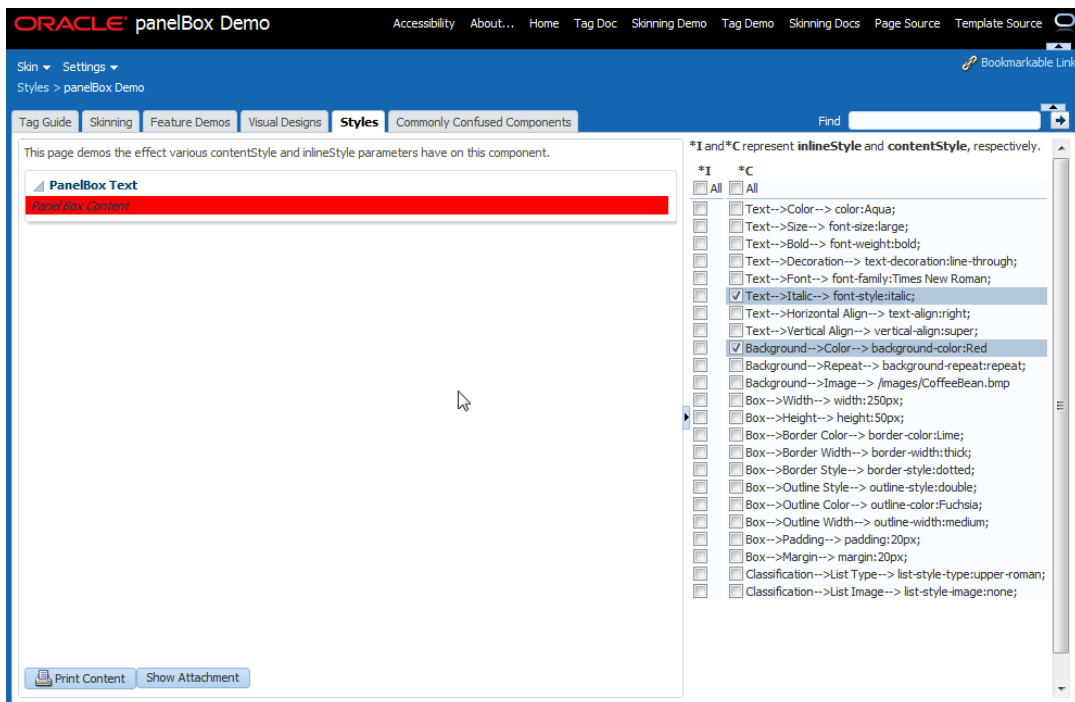 ORACLE panelBox Demo
Accessibility About... Home Tag Doc Skinning Demo Tag Demo Skinning Docs Page Source Template Source
Skin Settings
Bookmarkable Link
Styles > panelBox Demo
Tag Guide Skinning Feature Demos Visual Designs Styles Commonly Confused Components
Find
This page demos the effect various contentStyle and inlineStyle parameters have on this component.
PanelBox Text
Panel Box Content
Print Content Show Attachment
*I and *C represent inlineStyle and contentStyle, respectively.
*I *C
All All
Text-->Color--> color:Aqua;
Text-->Size--> font-size:large;
Text-->Bold--> font-weight:bold;
Text-->Decoration--> text-decoration:line-through;
Text-->Font--> font-family:Times New Roman;
Text-->Italic--> font-style:italic;
Text-->Horizontal Align--> text-align:right;
Text-->Vertical Align--> vertical-align:super;
Background-->Color--> background-color:Red
Background-->Repeat--> background-repeat:repeat;
Background-->Image--> /images/CoffeeBean.bmp
Box-->Width--> width:250px;
Box-->Height--> height:50px;
Box-->Border Color--> border-color:Lime;
Box-->Border Width--> border-width:thick;
Box-->Border Style--> border-style:dotted;
Box-->Outline Style--> outline-style:double;
Box-->Outline Color--> outline-color:Fuchsia;
Box-->Outline Width--> outline-width:medium;
Box-->Padding--> padding:20px;
Box-->Margin--> margin:20px;
Classification-->List Type--> list-style-type:upper-roman;
Classification-->List Image--> list-style-image:none;